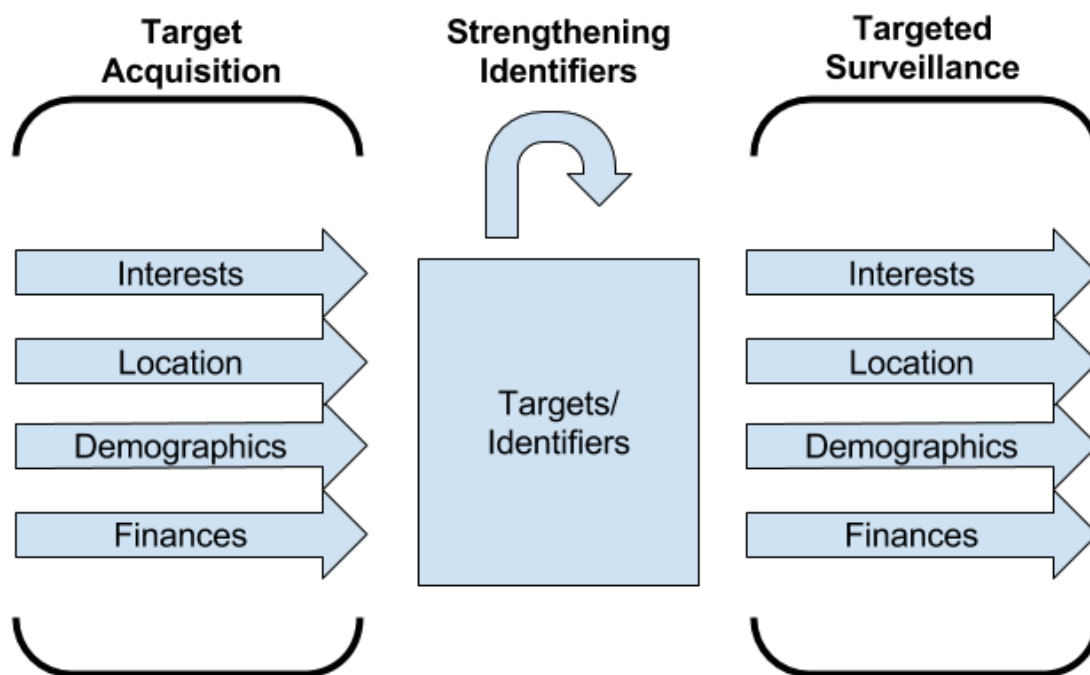 Target
Acquisition
Strengthening
Identifiers
Targeted
Surveillance
Interests
Location
Demographics
Finances
Targets/
Identifiers
Interests
Location
Demographics
Finances